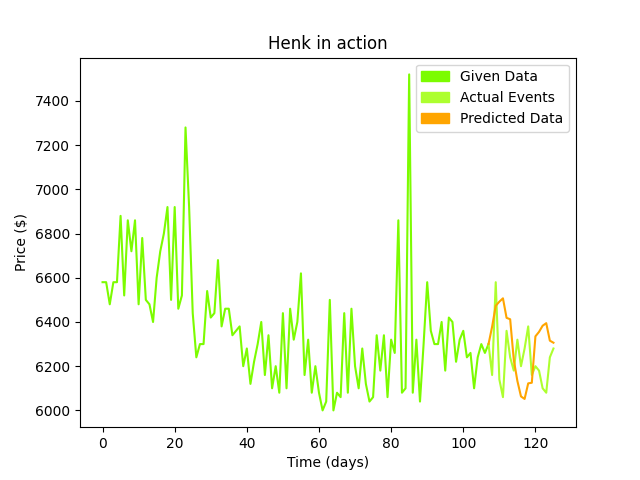 Henk in action
Given Data
Actual Events
Predicted Data
Price ($)
7400
7200
7000
6800
6600
6400
6200
6000
0 20 40 60 80 100 120
Time (days)